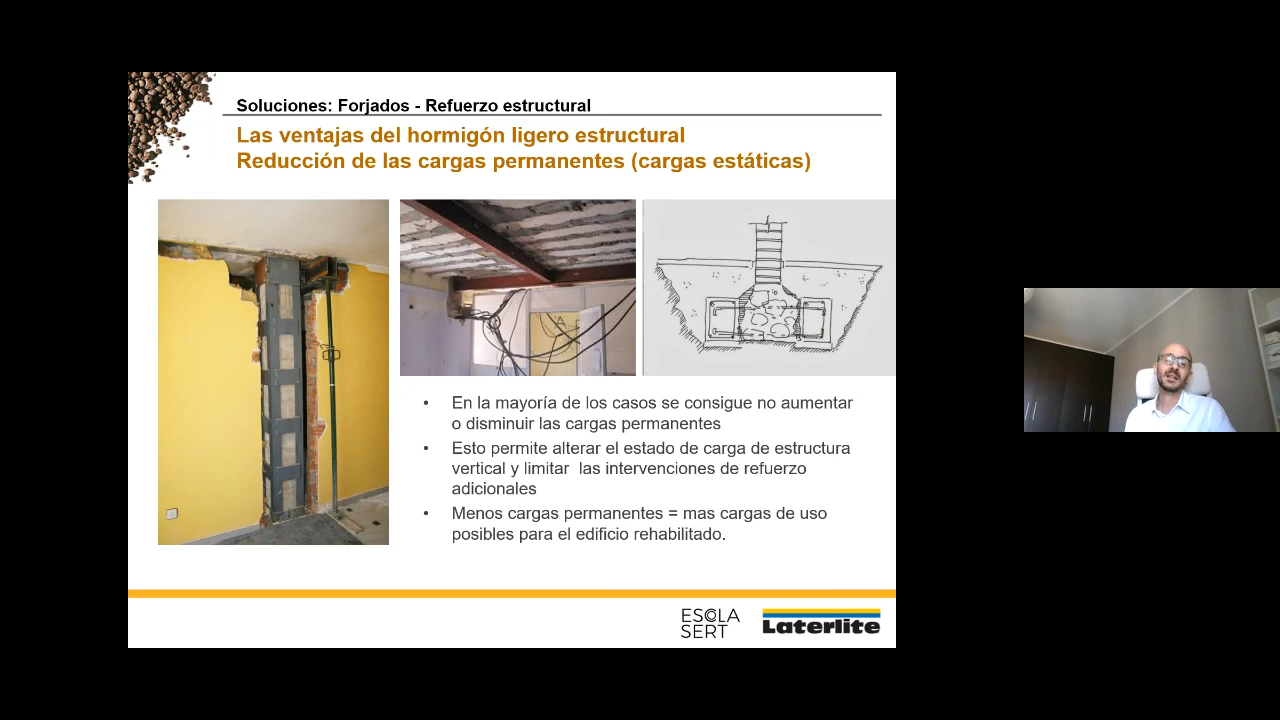 Soluciones: Forjados - Refuerzo estructural
Las ventajas del hormigón ligero estructural
Reducción de las cargas permanentes (cargas estáticas)
• En la mayoría de los casos se consigue no aumentar
o disminuir las cargas permanentes
• Esto permite alterar el estado de carga de estructura
vertical y limitar las intervenciones de refuerzo
adicionales
• Menos cargas permanentes = mas cargas de uso
posibles para el edificio rehabilitado.
ESCOLA
SERT
Laterlite